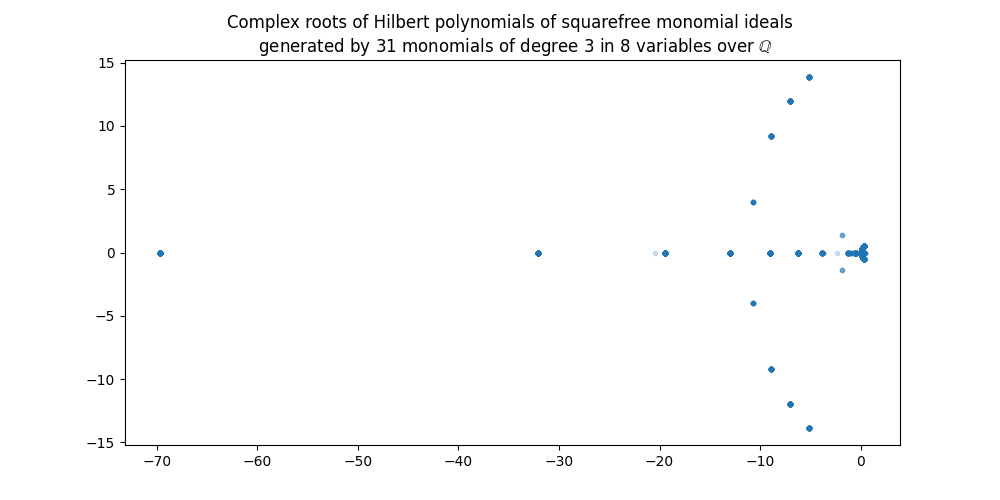 Complex roots of Hilbert polynomials of squarefree monomial ideals
generated by 31 monomials of degree 3 in 8 variables over ℚ
15
10
5
0
−5
−10
−15
−70 −60 −50 −40 −30 −20 −10 0